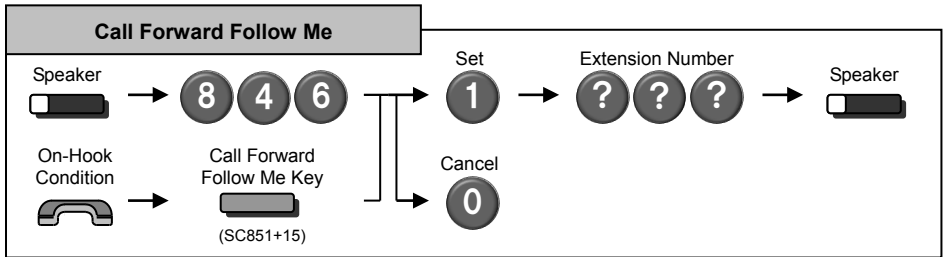 Call Forward Follow Me
Speaker
8 4 6
Set
1
Extension Number
? ? ?
Speaker
On-Hook
Condition
Call Forward
Follow Me Key
(SC851+15)
Cancel
0